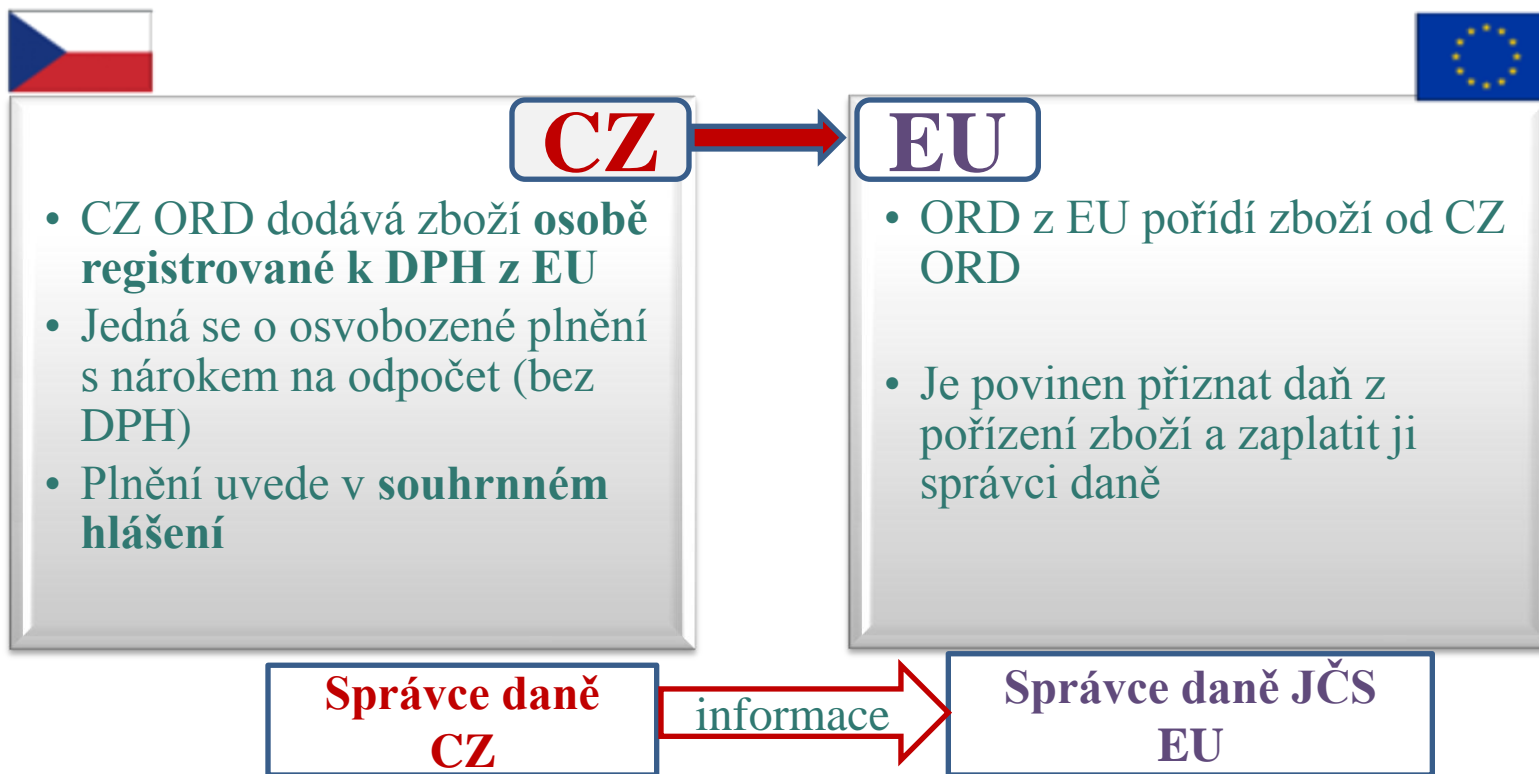 CZ
• CZ ORD dodává zboží osobě
registrované k DPH z EU
• Jedná se o osvobozené plnění
s nárokem na odpočet (bez
DPH)
• Plnění uvede v souhrnném
hlášení
EU
• ORD z EU pořídí zboží od CZ
ORD
• Je povinen přiznat daň z
pořízení zboží a zaplatit ji
správci daně
Správce daně
CZ
informace
Správce daně JČS
EU